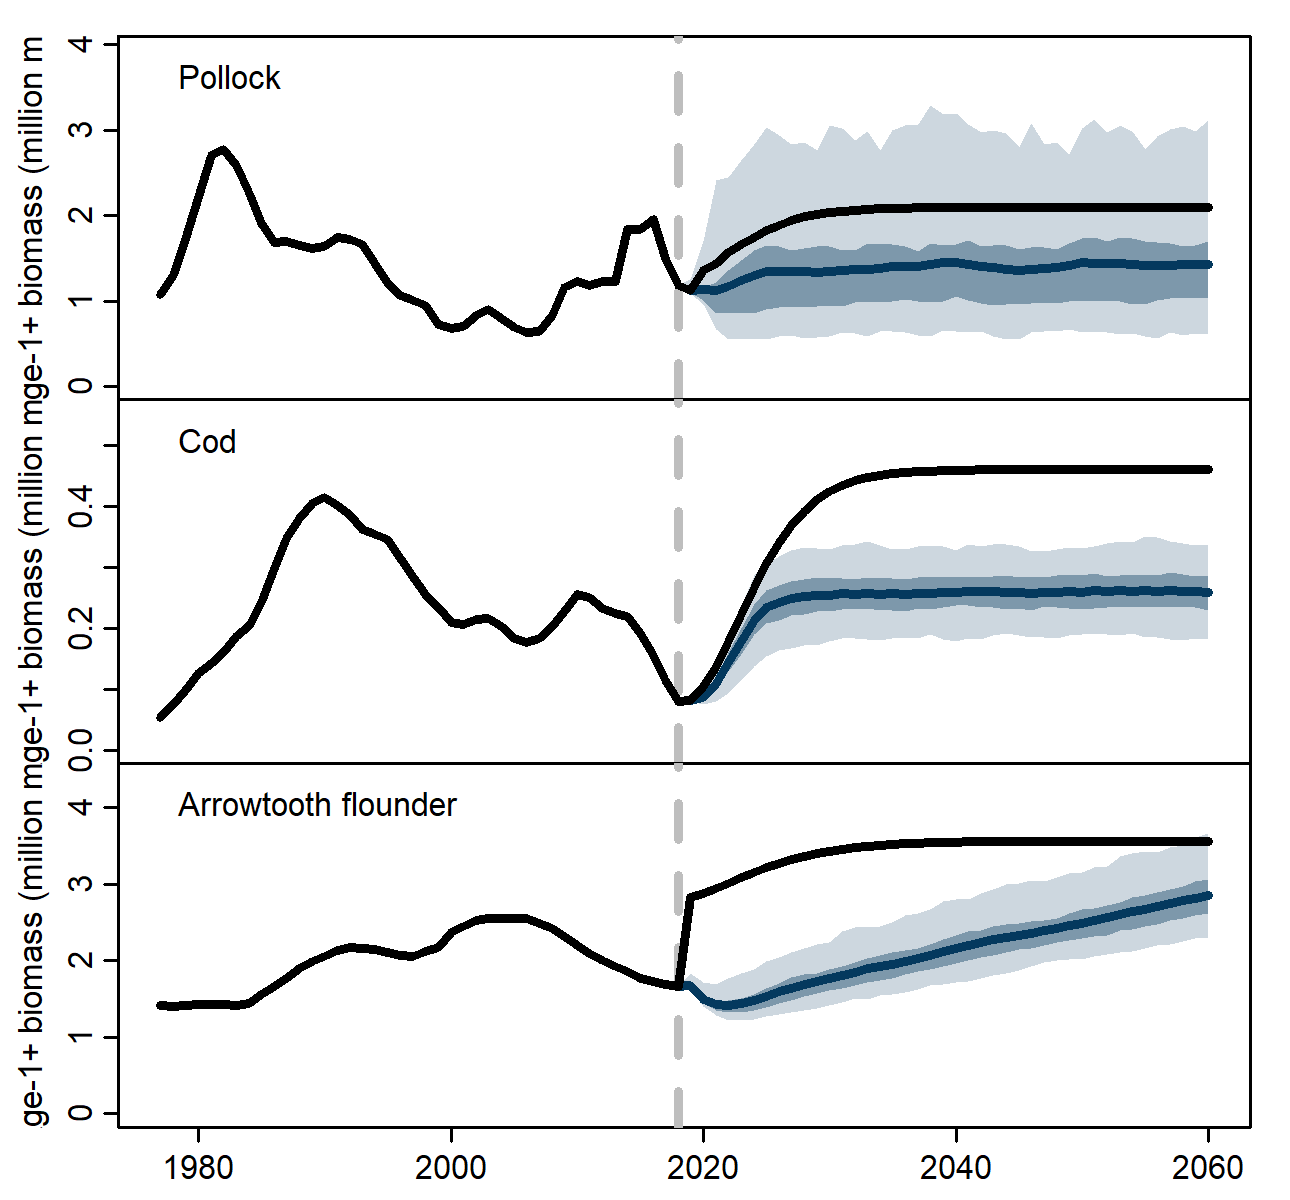 ge-1+ biomass (million mge-1+ biomass (million mge-1+ biomass (million m
4
3
2
1
0
Pollock
0.4
0.2
0.0
Cod
4
3
2
1
0
Arrowtooth flounder
1980 2000 2020 2040 2060